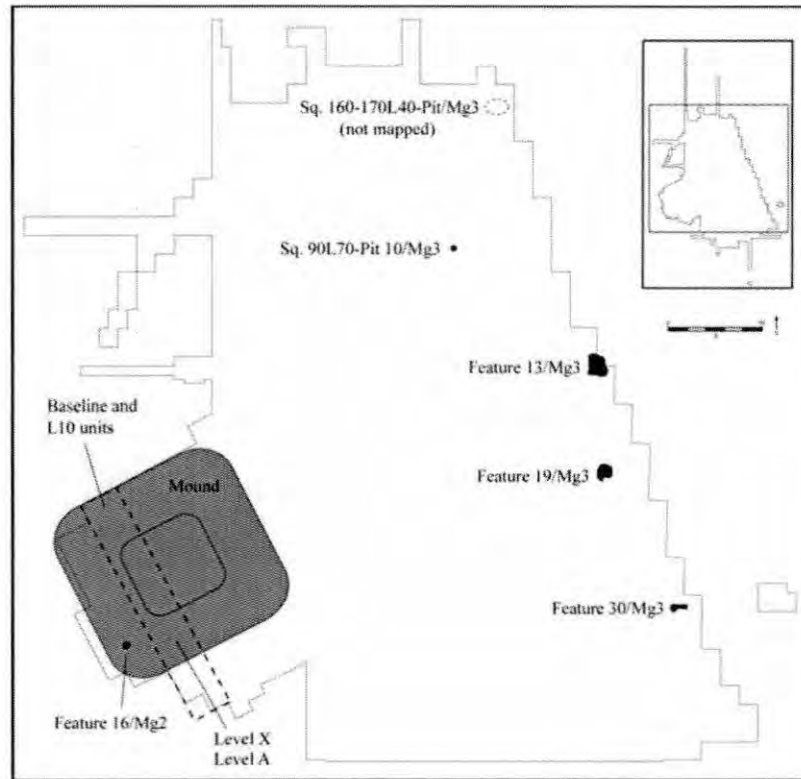 Sq. 160-170L40-Pit/Mg3
(not mapped)
Sq. 90L70-Pit 10/Mg3
Feature 13/Mg3
Baseline and
L10 units
Mound
Feature 19/Mg3
Feature 30/Mg3
Feature 16/Mg2
Level X
Level A